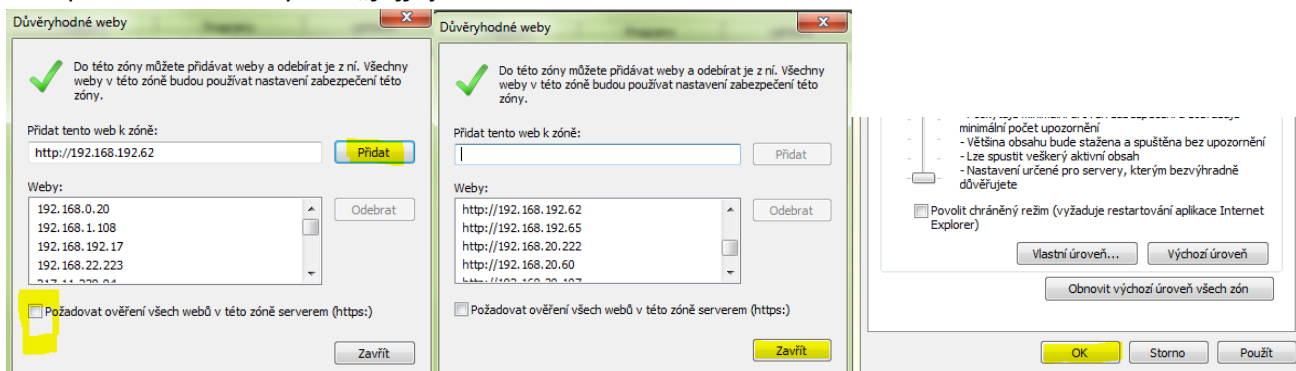 Důvěryhodné weby
Do této zóny můžete přidávat weby a odebírat je z ní. Všechny
weby v této zóně budou používat nastavení zabezpečení této
zóny.
Přidat tento web k zóně:
http://192.168.192.62
Přidat
Weby:
192.168.0.20
192.168.1.108
192.168.192.17
192.168.22.223
Odebrat
Požadovat ověření všech webů v této zóně serverem (https:)
Zavřít
Důvěryhodné weby
Do této zóny můžete přidávat weby a odebírat je z ní. Všechny
weby v této zóně budou používat nastavení zabezpečení této
zóny.
Přidat tento web k zóně:
Přidat
Weby:
http://192.168.192.62
http://192.168.192.65
http://192.168.20.222
http://192.168.20.60
Odebrat
Požadovat ověření všech webů v této zóně serverem (https:)
Zavřít
minimální počet upozornění
- Většina obsahu bude stažena a spuštěna bez upozornění
- Lze spustit veškerý aktivní obsah
- Nastavení určené pro servery, kterým bezvýhradně
důvěřujete
Povolit chráněný režim (vyžaduje restartování aplikace Internet
Explorer)
Vlastní úroveň...
Výchozí úroveň
Obnovit výchozí úroveň všech zón
OK
Storno
Použít